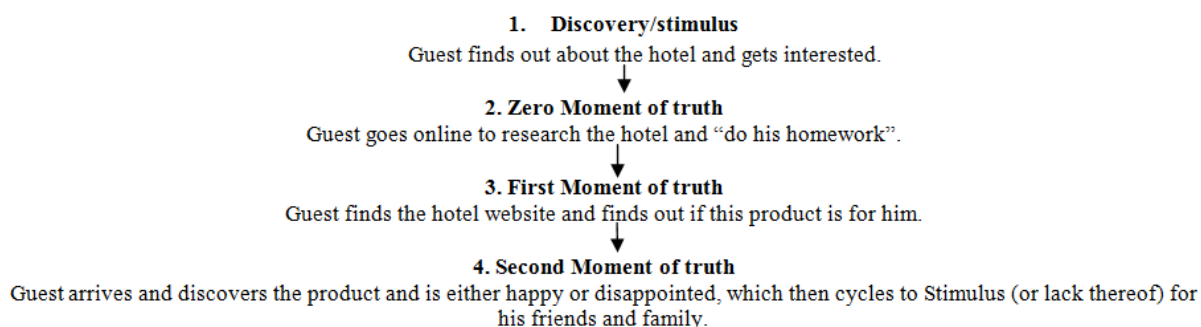 1. Discovery/stimulus
Guest finds out about the hotel and gets interested.
2. Zero Moment of truth
Guest goes online to research the hotel and “do his homework”.
3. First Moment of truth
Guest finds the hotel website and finds out if this product is for him.
4. Second Moment of truth
Guest arrives and discovers the product and is either happy or disappointed, which then cycles to Stimulus (or lack thereof) for
his friends and family.